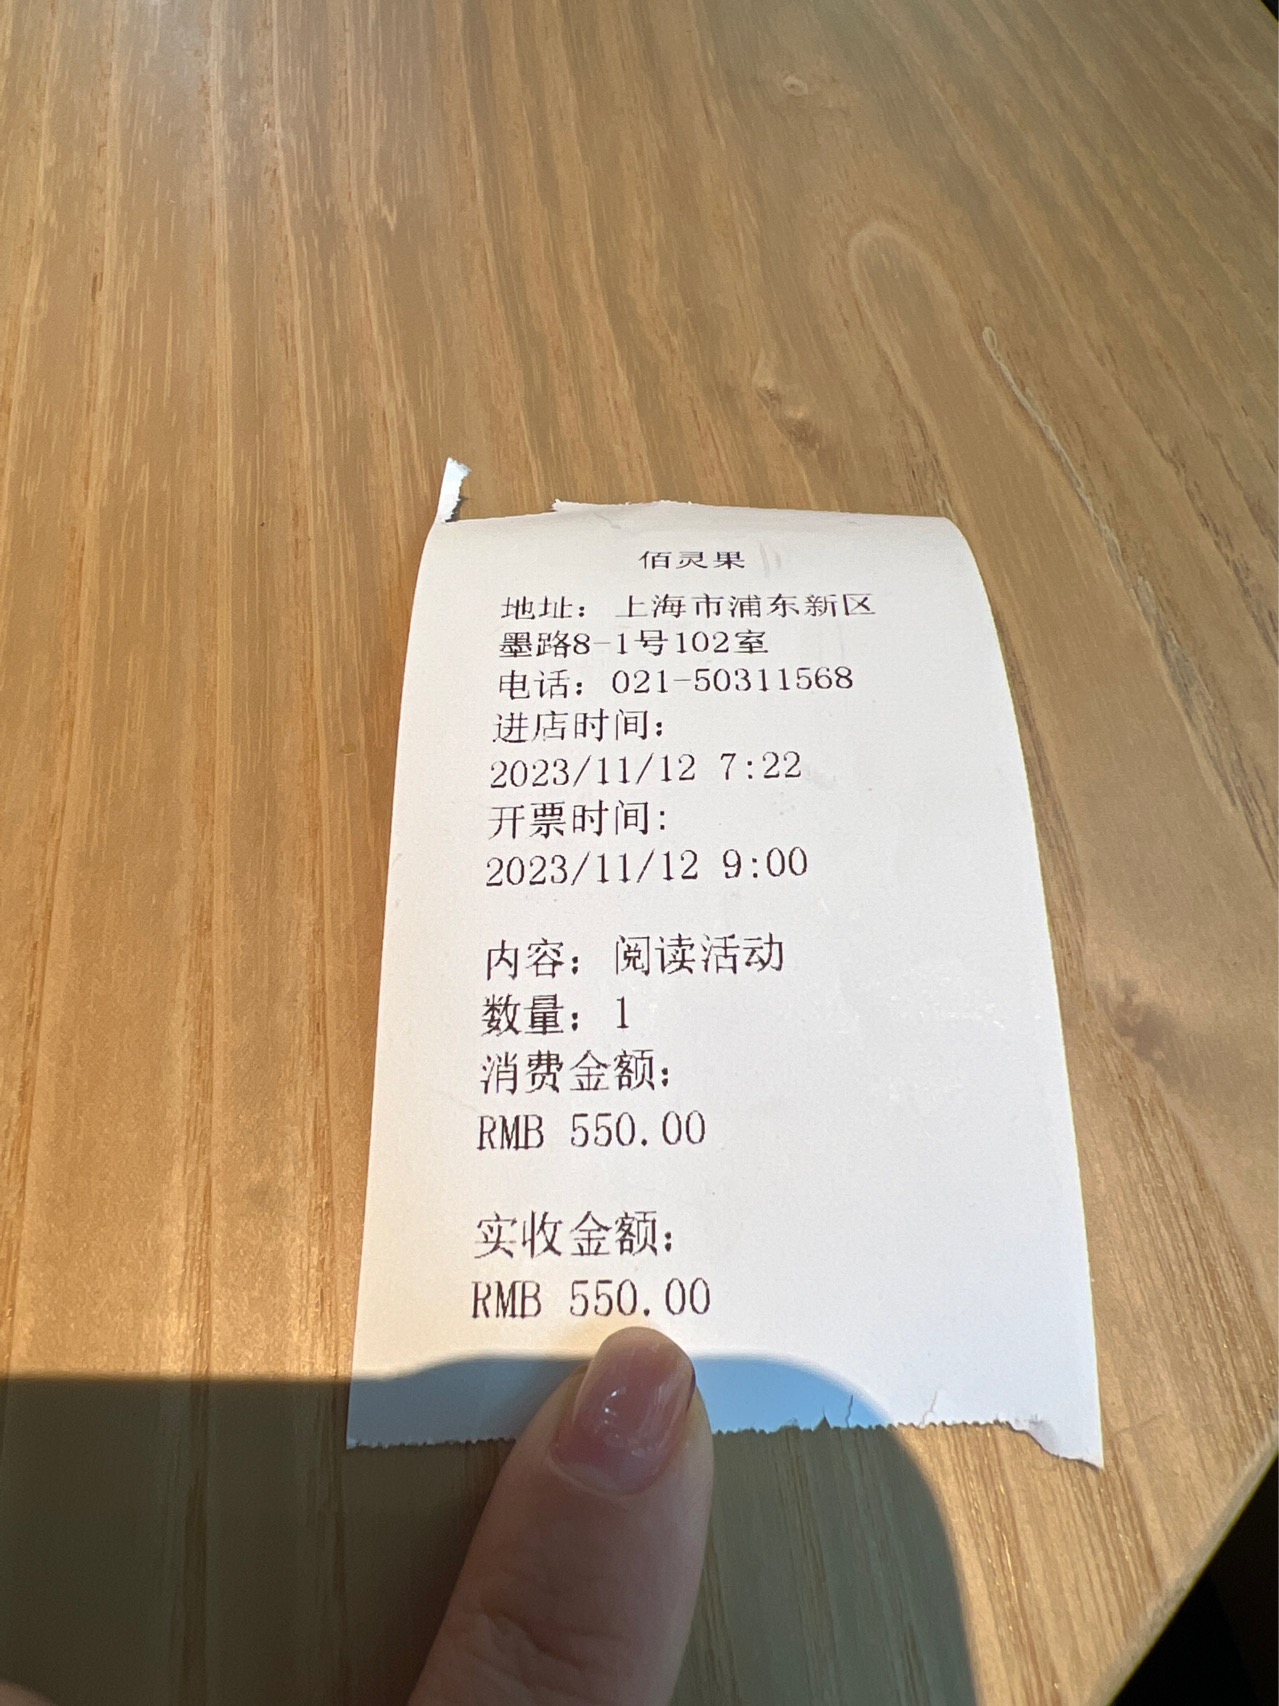 佰灵果
地址：上海市浦东新区
墨路8-1号102室
电话：021-50311568
进店时间：
2023/11/12 7:22
开票时间：
2023/11/12 9:00
内容：阅读活动
数量：1
消费金额：
RMB 550.00
实收金额：
RMB 550.00